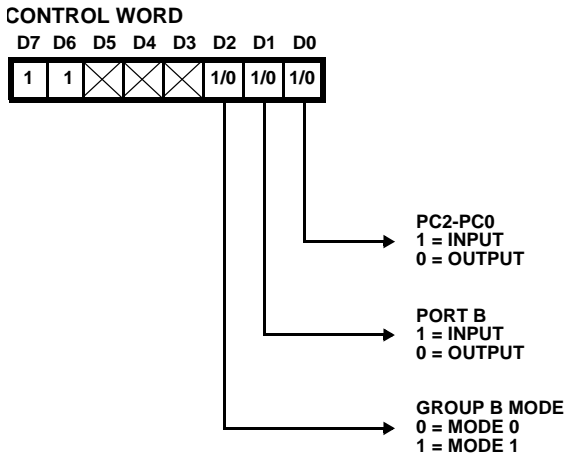 CONTROL WORD
D7 D6 D5 D4 D3 D2 D1 D0
1 1 1/0 1/0 1/0
PC2-PC0
1 = INPUT
0 = OUTPUT
PORT B
1 = INPUT
0 = OUTPUT
GROUP B MODE
0 = MODE 0
1 = MODE 1